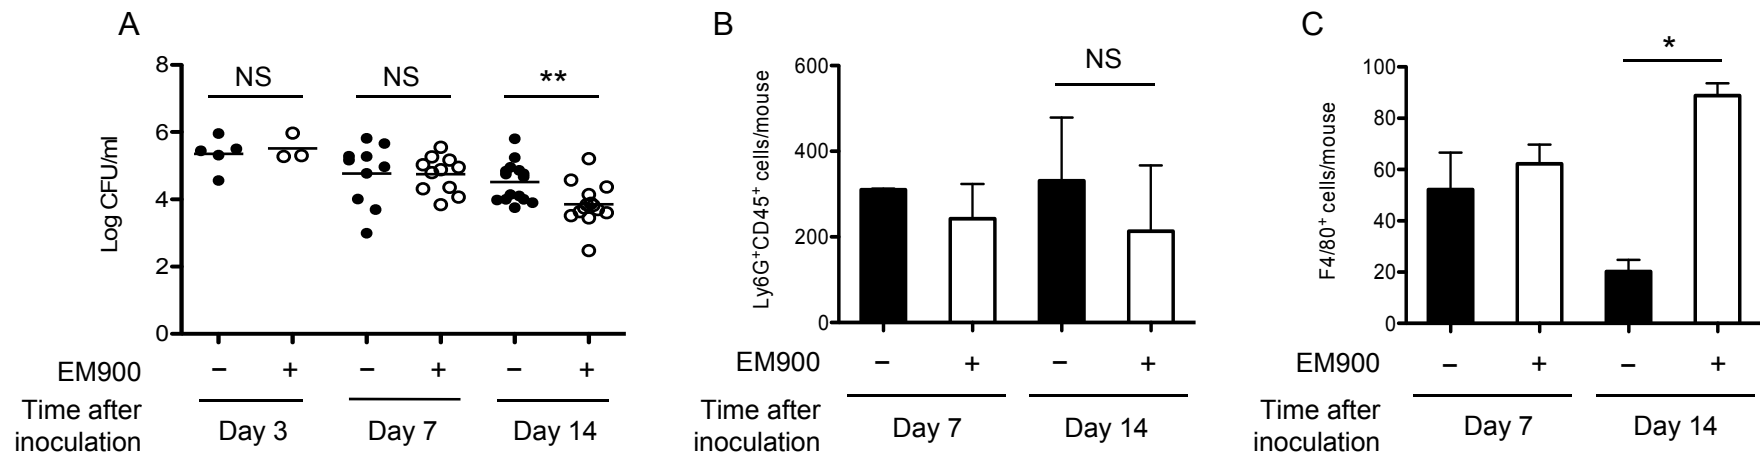 A
8
6
4
2
0
Log CFU/ml
NS
NS
**
EM900
− + − + − +
Time after
inoculation
Day 3 Day 7 Day 14
B
600
400
200
0
Ly6G⁺CD45⁺ cells/mouse
NS
EM900
− + − +
Time after
inoculation
Day 7 Day 14
C
100
80
60
40
20
0
F4/80⁺ cells/mouse
*
EM900
− + − +
Time after
inoculation
Day 7 Day 14